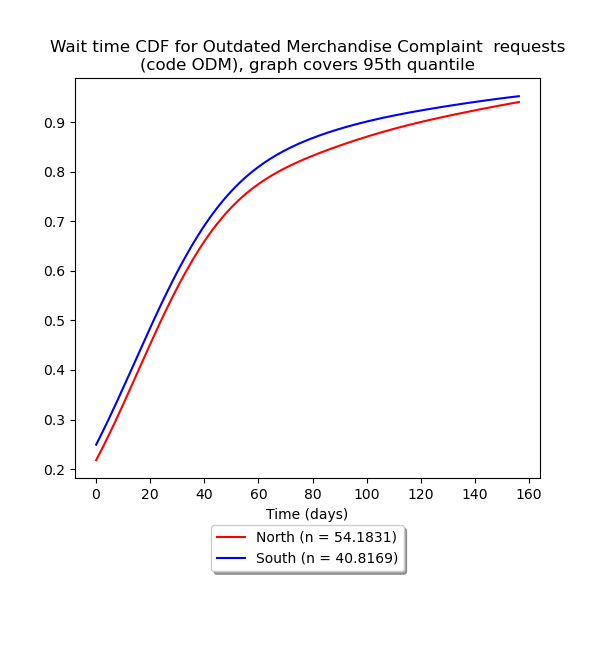 Wait time CDF for Outdated Merchandise Complaint  requests
(code ODM), graph covers 95th quantile
0.9
0.8
0.7
0.6
0.5
0.4
0.3
0.2
0 20 40 60 80 100 120 140 160
Time (days)
North (n = 54.1831)
South (n = 40.8169)